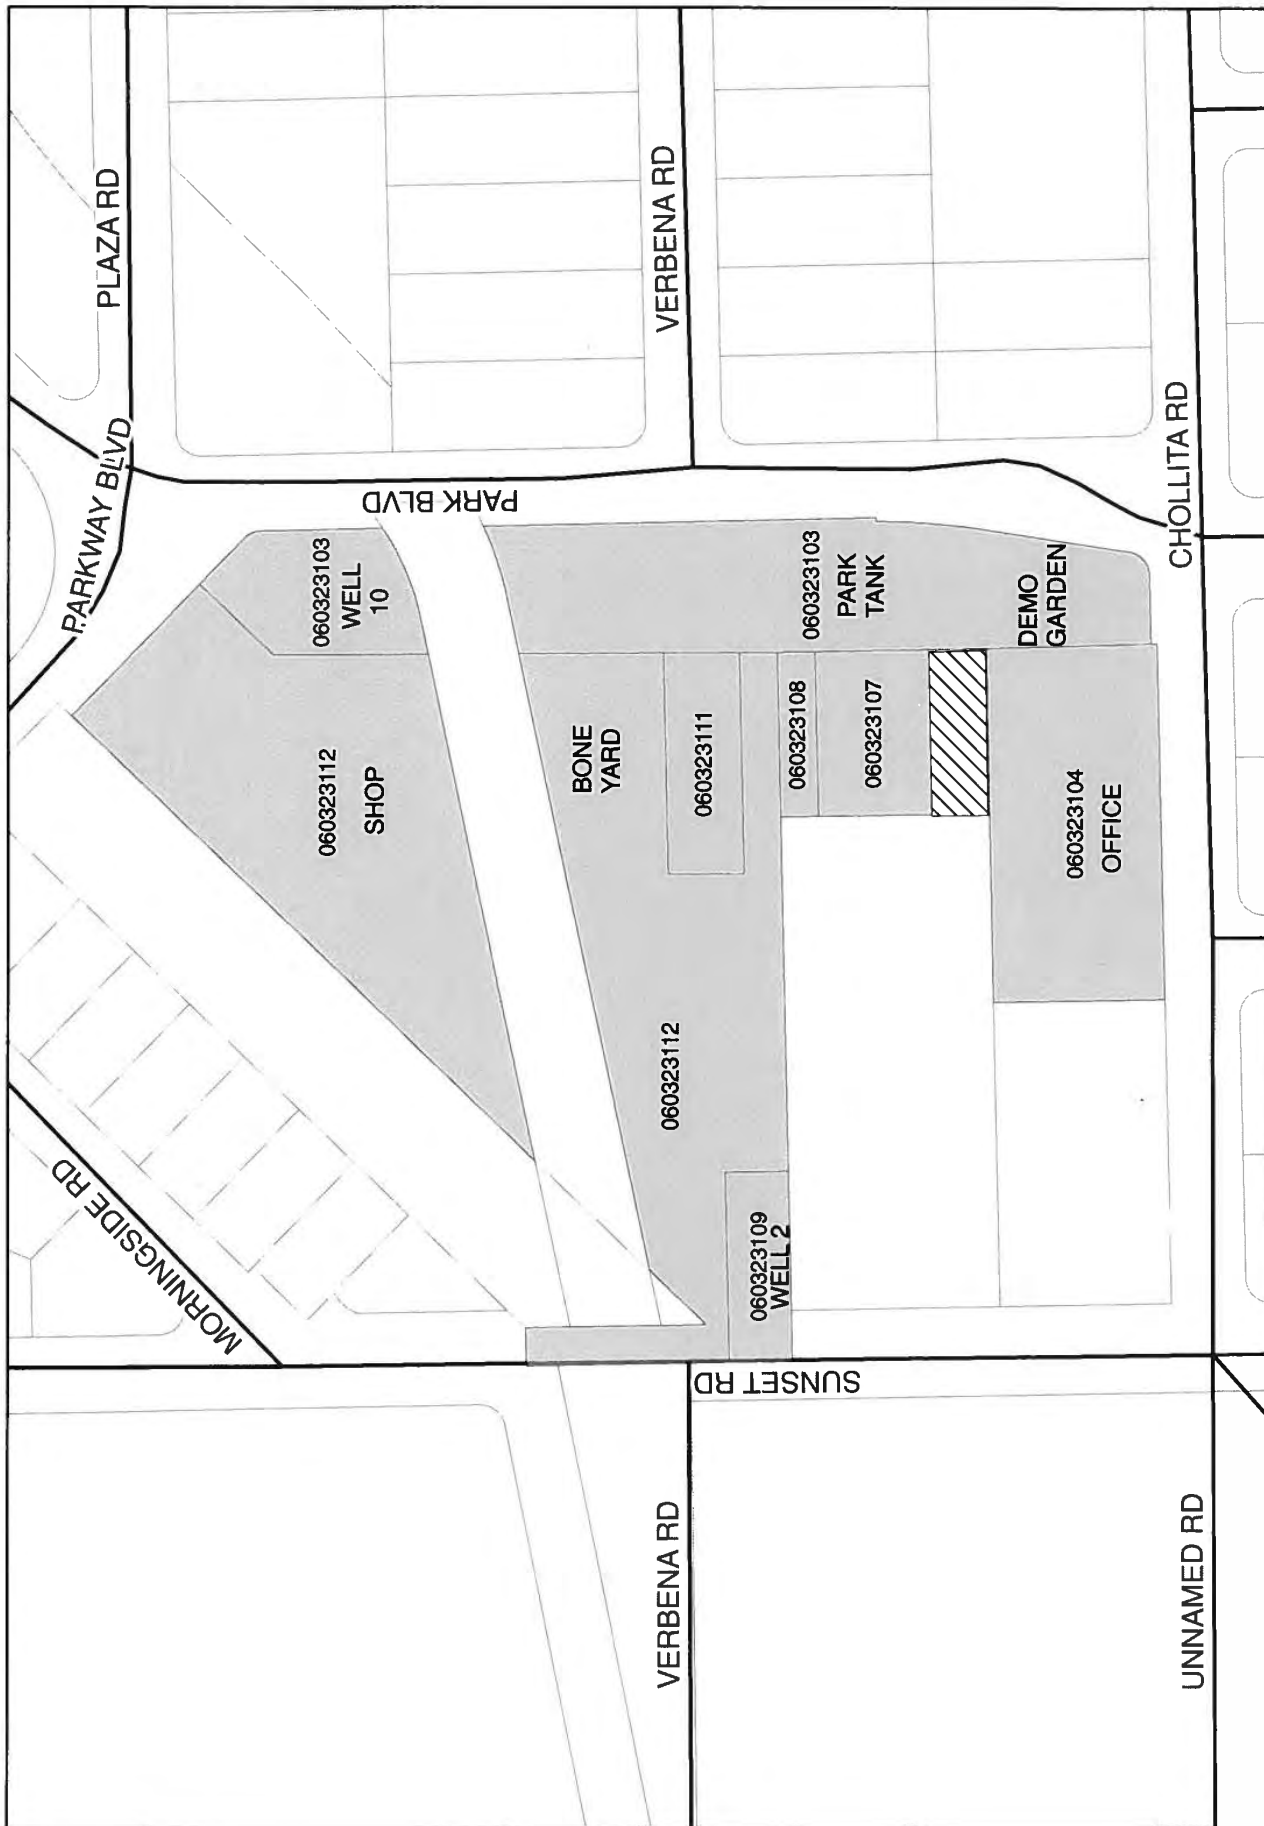 PLAZA RD
PARKWAY BLVD
VERBENA RD
PARK BLVD
CHOLLITA RD
060323103
WELL
10
060323103
PARK
TANK
DEMO
GARDEN
060323112
SHOP
BONE
YARD
060323111
060323108
060323107
060323104
OFFICE
060323112
060323109
WELL 2
MORNINGSIDE RD
SUNSET RD
VERBENA RD
UNNAMED RD